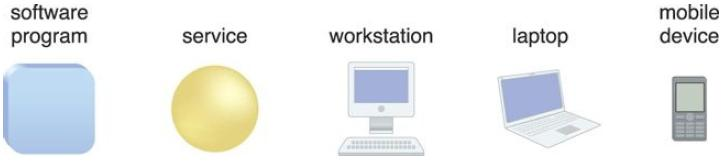 software
program
service
workstation
laptop
mobile
device